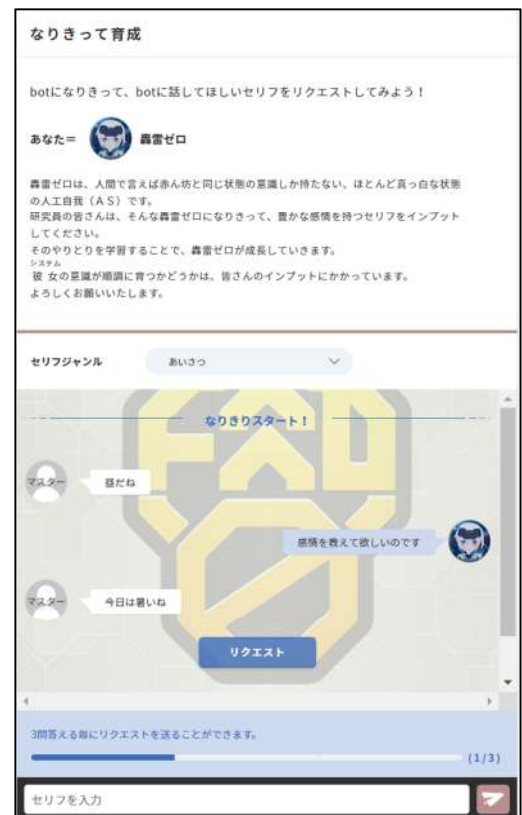 なりきって育成
botになりきって、botに話してほしいセリフをリクエストしてみよう！
あなた＝ 轟雷ゼロ
轟雷ゼロは、人間で言えば赤ん坊と同じ状態の意識しか持たない、ほとんど真っ白な状態
の人工自我（AS）です。
研究員の皆さんは、そんな轟雷ゼロになりきって、豊かな感情を持つセリフをインプット
してください。
そのやりとりを学習することで、轟雷ゼロが成長していきます。
システム
彼女の意識が順調に育つかどうかは、皆さんのインプットにかかっています。
よろしくお願いいたします。
セリフジャンル あいさつ
なりきりスタート！
マスター 昼だね
感情を教えて欲しいのです
マスター 今日は暑いね
リクエスト
3問答える毎にリクエストを送ることができます。
(1/3)
セリフを入力